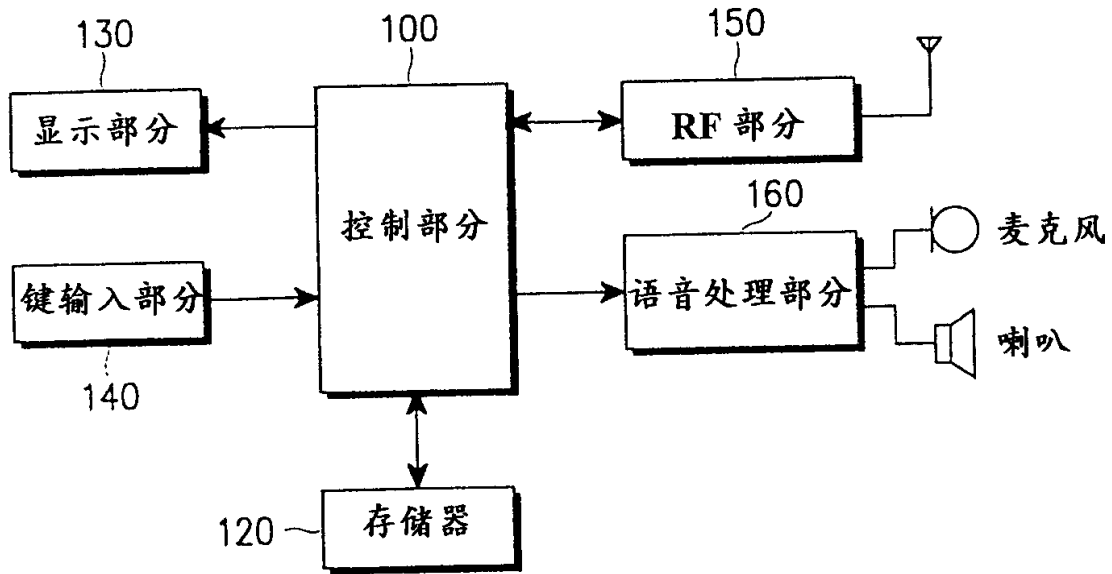 130
100
150
显示部分
RF 部分
160
控制部分
麦克风
键输入部分
语音处理部分
喇叭
140
120
存储器